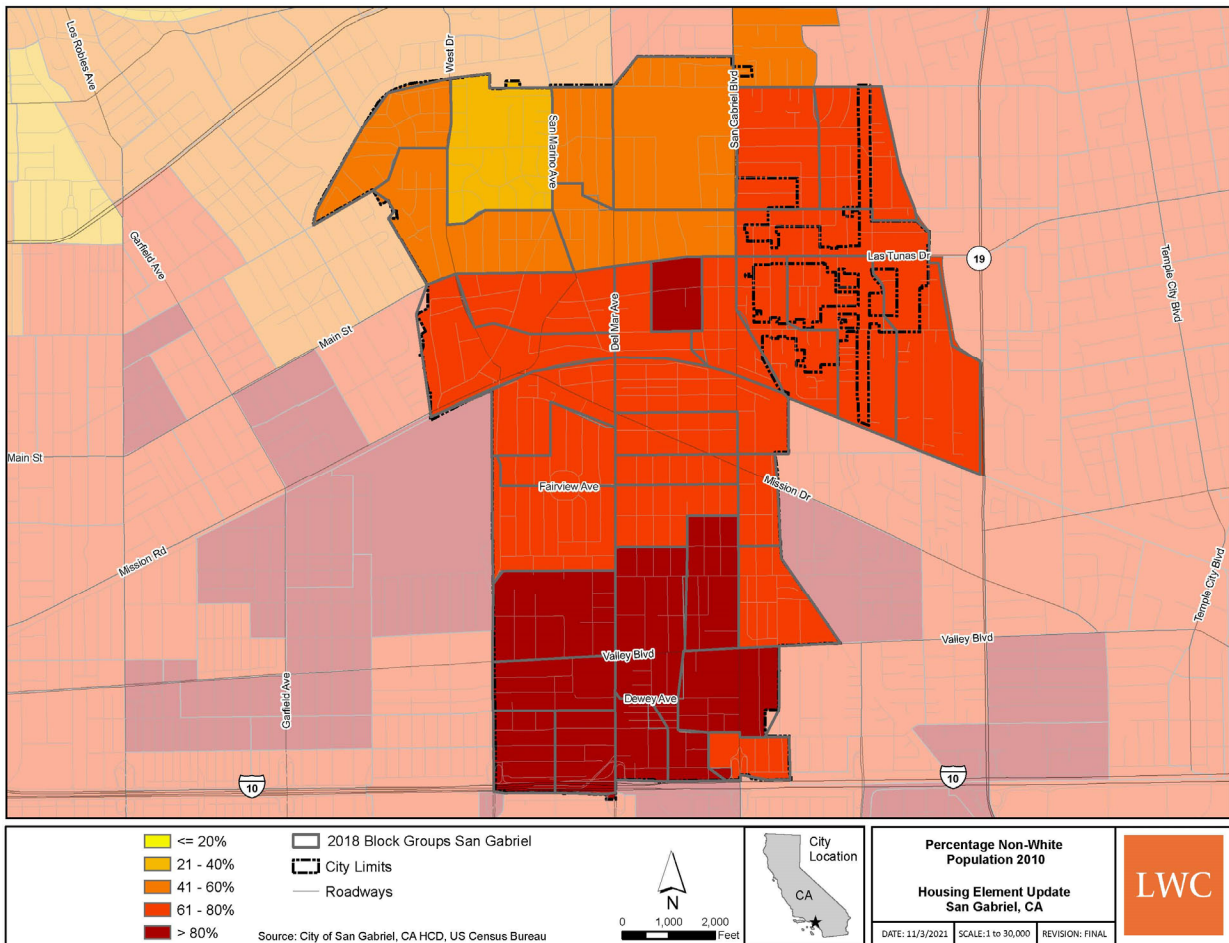 Los Robles Ave
West Dr
San Marino Ave
San Gabriel Blvd
Garfield Ave
Las Tunas Dr
19
Temple City Blvd
Main St
Del Mar Ave
Main St
Fairview Ave
Mission Dr
Mission Rd
Temple City Blvd
Valley Blvd
Valley Blvd
Garfield Ave
Dewey Ave
10
10
<= 20%
21 - 40%
41 - 60%
61 - 80%
> 80%
2018 Block Groups San Gabriel
City Limits
Roadways
Source: City of San Gabriel, CA HCD, US Census Bureau
N
0 1,000 2,000
Feet
City
Location
CA
Percentage Non-White
Population 2010
Housing Element Update
San Gabriel, CA
DATE: 11/3/2021
SCALE:1 to 30,000
REVISION: FINAL
LWC